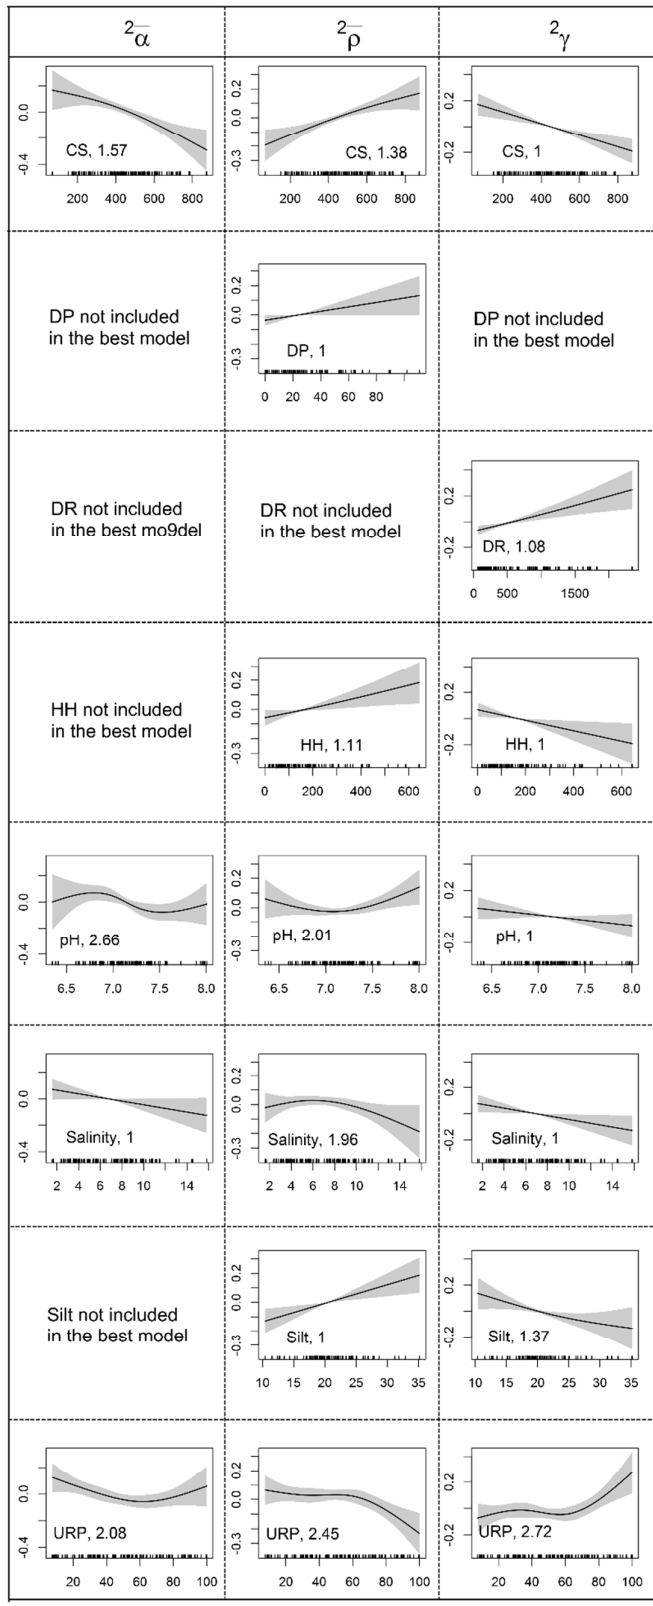 2α 2ρ 2γ
0.0
-0.4
CS, 1.57
200 400 600 800
0.2
0.0
-0.3
CS, 1.38
200 400 600 800
0.2
-0.2
CS, 1
200 400 600 800
DP not included
in the best model
0.2
0.0
-0.3
DP, 1
0 20 40 60 80
DP not included
in the best model
DR not included
in the best mo9del
DR not included
in the best model
0.2
-0.2
DR, 1.08
0 500 1500
HH not included
in the best model
0.2
0.0
-0.3
HH, 1.11
0 200 400 600
0.2
-0.2
HH, 1
0 200 400 600
0.0
-0.4
pH, 2.66
6.5 7.0 7.5 8.0
0.2
0.0
-0.3
pH, 2.01
6.5 7.0 7.5 8.0
0.2
-0.2
pH, 1
6.5 7.0 7.5 8.0
0.0
-0.4
Salinity, 1
2 4 6 8 10 14
0.2
0.0
-0.3
Salinity, 1.96
2 4 6 8 10 14
0.2
-0.2
Salinity, 1
2 4 6 8 10 14
Silt not included
in the best model
0.2
0.0
-0.3
Silt, 1
10 15 20 25 30 35
0.2
-0.2
Silt, 1.37
10 15 20 25 30 35
0.0
-0.4
URP, 2.08
20 40 60 80 100
0.2
0.0
-0.3
URP, 2.45
20 40 60 80 100
0.2
-0.2
URP, 2.72
20 40 60 80 100